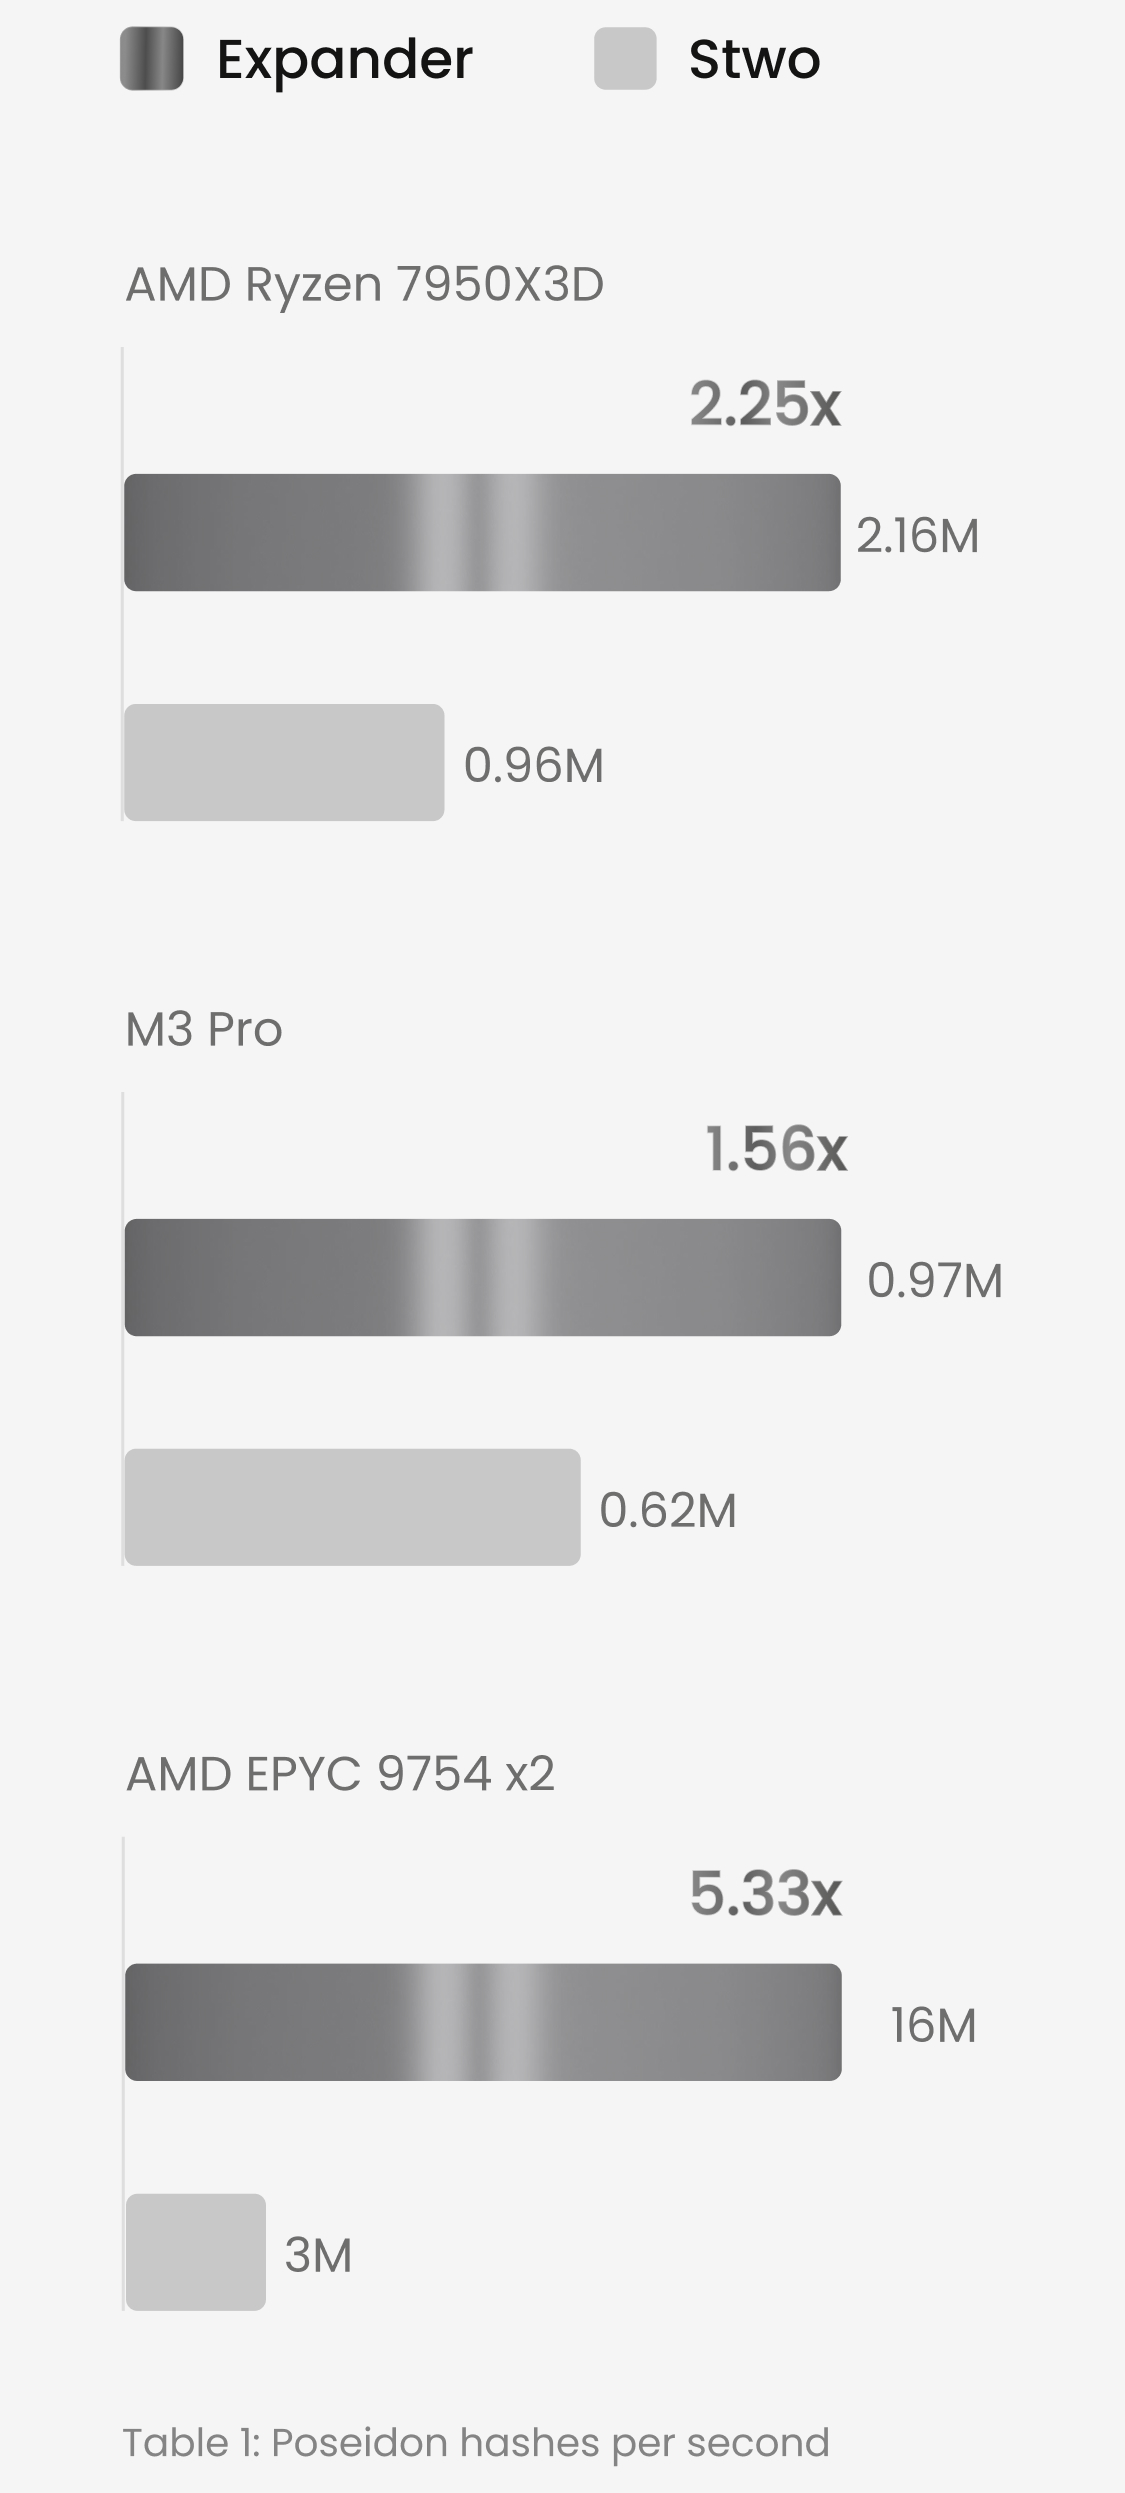 Expander Stwo
AMD Ryzen 7950X3D
2.25x
2.16M
0.96M
M3 Pro
1.56x
0.97M
0.62M
AMD EPYC 9754 x2
5.33x
16M
3M
Table 1: Poseidon hashes per second